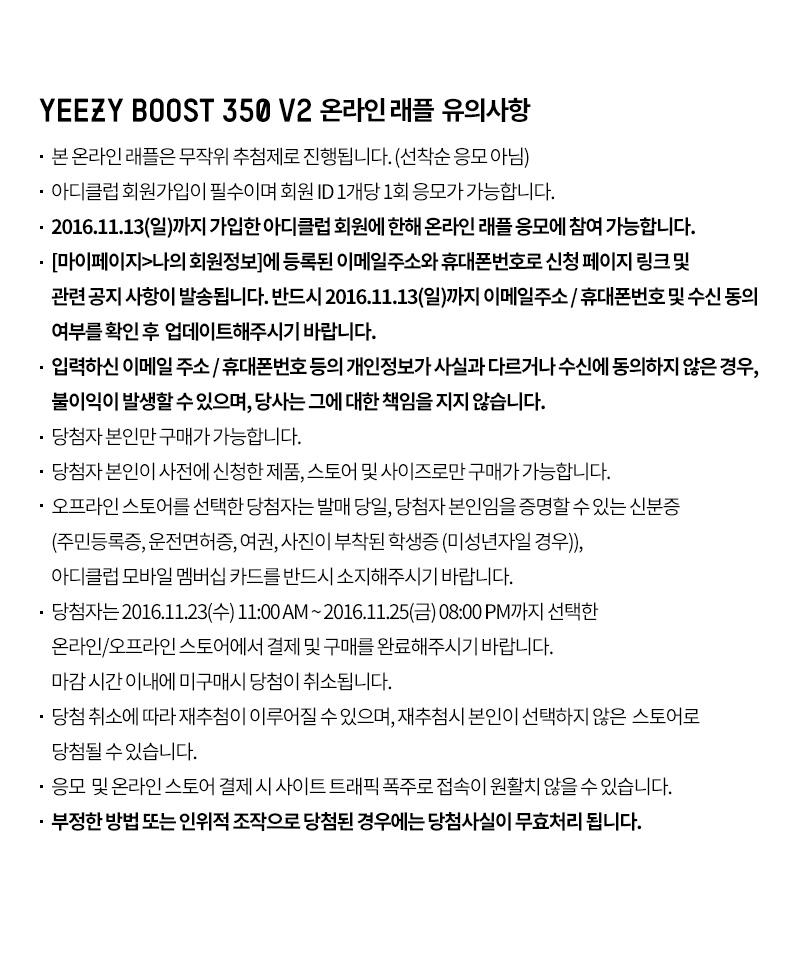 YEEZY BOOST 350 V2 온라인 래플 유의사항
· 본 온라인 래플은 무작위 추첨제로 진행됩니다. (선착순 응모 아님)
· 아디클럽 회원가입이 필수이며 회원 ID 1개당 1회 응모가 가능합니다.
· 2016.11.13(일)까지 가입한 아디클럽 회원에 한해 온라인 래플 응모에 참여 가능합니다.
· [마이페이지>나의 회원정보]에 등록된 이메일주소와 휴대폰번호로 신청 페이지 링크 및
관련 공지 사항이 발송됩니다. 반드시 2016.11.13(일)까지 이메일주소 / 휴대폰번호 및 수신 동의
여부를 확인 후 업데이트해주시기 바랍니다.
· 입력하신 이메일 주소 / 휴대폰번호 등의 개인정보가 사실과 다르거나 수신에 동의하지 않은 경우,
불이익이 발생할 수 있으며, 당사는 그에 대한 책임을 지지 않습니다.
· 당첨자 본인만 구매가 가능합니다.
· 당첨자 본인이 사전에 신청한 제품, 스토어 및 사이즈로만 구매가 가능합니다.
· 오프라인 스토어를 선택한 당첨자는 발매 당일, 당첨자 본인임을 증명할 수 있는 신분증
(주민등록증, 운전면허증, 여권, 사진이 부착된 학생증 (미성년자일 경우)),
아디클럽 모바일 멤버십 카드를 반드시 소지해주시기 바랍니다.
· 당첨자는 2016.11.23(수) 11:00 AM ~ 2016.11.25(금) 08:00 PM까지 선택한
온라인/오프라인 스토어에서 결제 및 구매를 완료해주시기 바랍니다.
마감 시간 이내에 미구매시 당첨이 취소됩니다.
· 당첨 취소에 따라 재추첨이 이루어질 수 있으며, 재추첨시 본인이 선택하지 않은 스토어로
당첨될 수 있습니다.
· 응모 및 온라인 스토어 결제 시 사이트 트래픽 폭주로 접속이 원활치 않을 수 있습니다.
· 부정한 방법 또는 인위적 조작으로 당첨된 경우에는 당첨사실이 무효처리 됩니다.